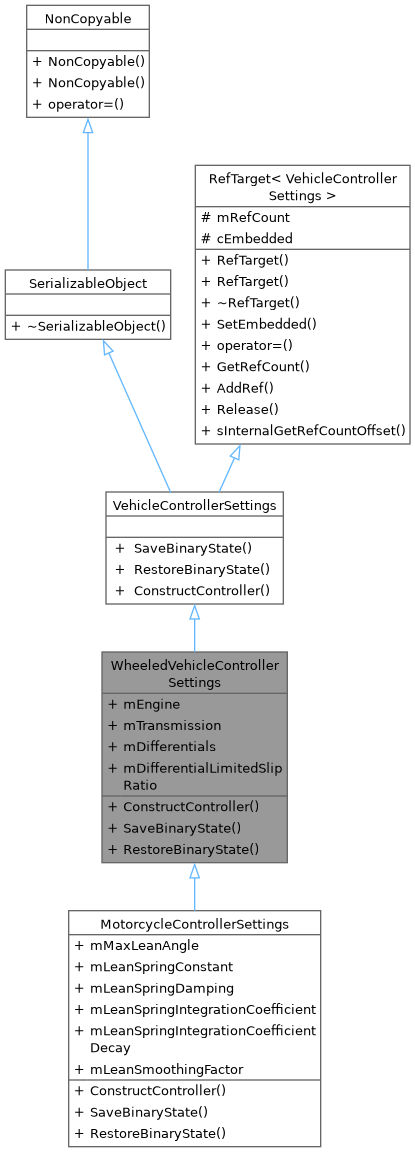 NonCopyable
+ NonCopyable()
+ NonCopyable()
+ operator=()
RefTarget< VehicleController
Settings >
# mRefCount
# cEmbedded
+ RefTarget()
+ RefTarget()
+ ~RefTarget()
+ SetEmbedded()
+ operator=()
+ GetRefCount()
+ AddRef()
+ Release()
+ sInternalGetRefCountOffset()
SerializableObject
+ ~SerializableObject()
VehicleControllerSettings
+ SaveBinaryState()
+ RestoreBinaryState()
+ ConstructController()
WheeledVehicleController
Settings
+ mEngine
+ mTransmission
+ mDifferentials
+ mDifferentialLimitedSlip
Ratio
+ ConstructController()
+ SaveBinaryState()
+ RestoreBinaryState()
MotorcycleControllerSettings
+ mMaxLeanAngle
+ mLeanSpringConstant
+ mLeanSpringDamping
+ mLeanSpringIntegrationCoefficient
+ mLeanSpringIntegrationCoefficient
Decay
+ mLeanSmoothingFactor
+ ConstructController()
+ SaveBinaryState()
+ RestoreBinaryState()